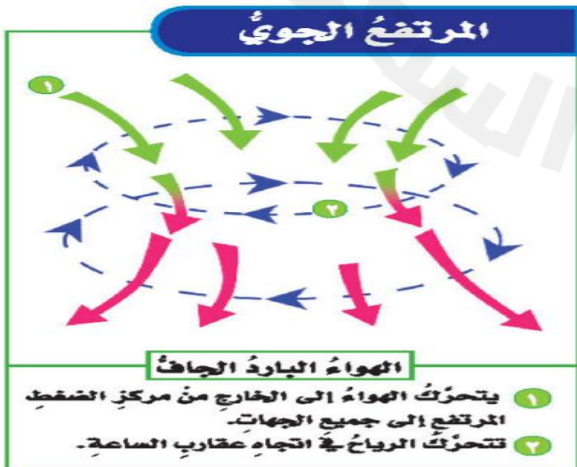 المرتفعُ الجويُّ
١
٢
الهواءُ الباردُ الجافُّ
١ يتحرَّكُ الهواءُ إلى الخارجِ منْ مركزِ الضغطِ
المرتفعِ إلى جميعِ الجهاتِ.
٢ تتحرَّكُ الرياحُ في اتجاهِ عقاربِ الساعةِ.